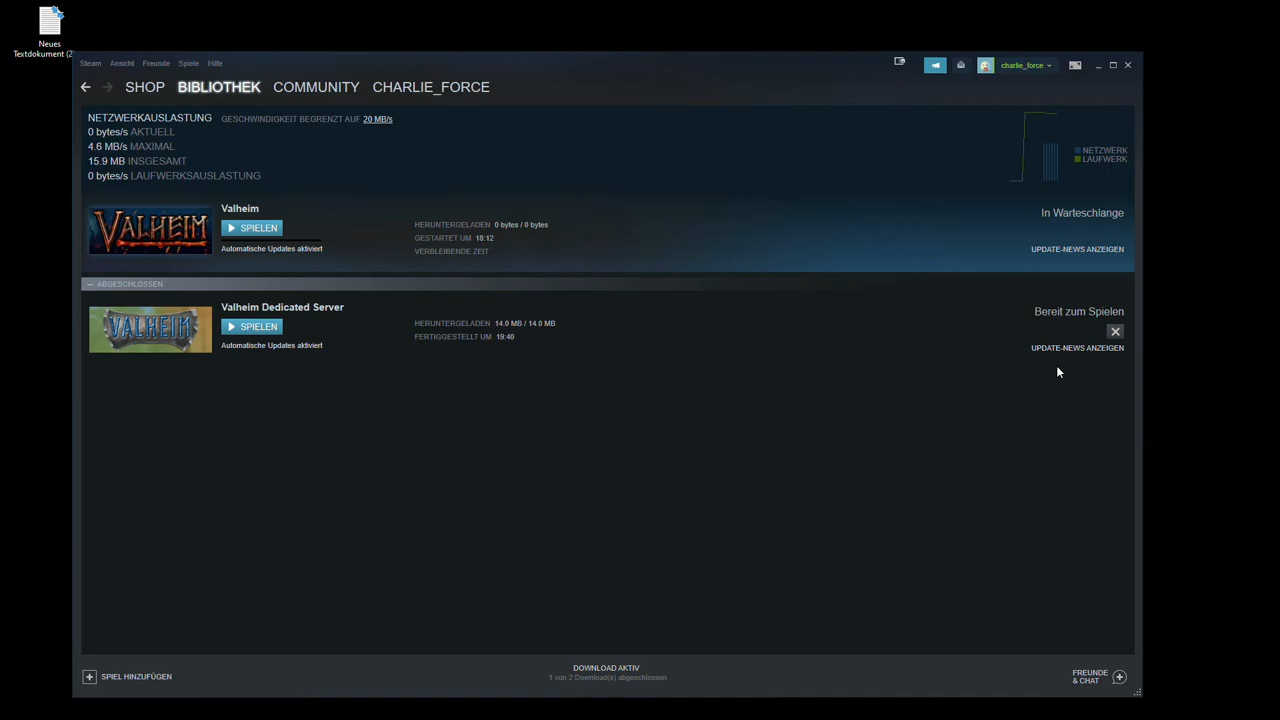 Neues
Textdokument (2
Steam Ansicht Freunde Spiele Hilfe
charlie_force
SHOP BIBLIOTHEK COMMUNITY CHARLIE_FORCE
NETZWERKAUSLASTUNG GESCHWINDIGKEIT BEGRENZT AUF 20 MB/s
0 bytes/s AKTUELL
4.6 MB/s MAXIMAL
15.9 MB INSGESAMT
0 bytes/s LAUFWERKSAUSLASTUNG
NETZWERK
LAUFWERK
VALHEIM
Valheim
SPIELEN
Automatische Updates aktiviert
HERUNTERGELADEN 0 bytes / 0 bytes
GESTARTET UM 18:12
VERBLEIBENDE ZEIT
In Warteschlange
UPDATE-NEWS ANZEIGEN
ABGESCHLOSSEN
VALHEIM
Valheim Dedicated Server
SPIELEN
Automatische Updates aktiviert
HERUNTERGELADEN 14.0 MB / 14.0 MB
FERTIGGESTELLT UM 19:40
Bereit zum Spielen
UPDATE-NEWS ANZEIGEN
SPIEL HINZUFÜGEN
DOWNLOAD AKTIV
1 von 2 Download(s) abgeschlossen
FREUNDE
& CHAT